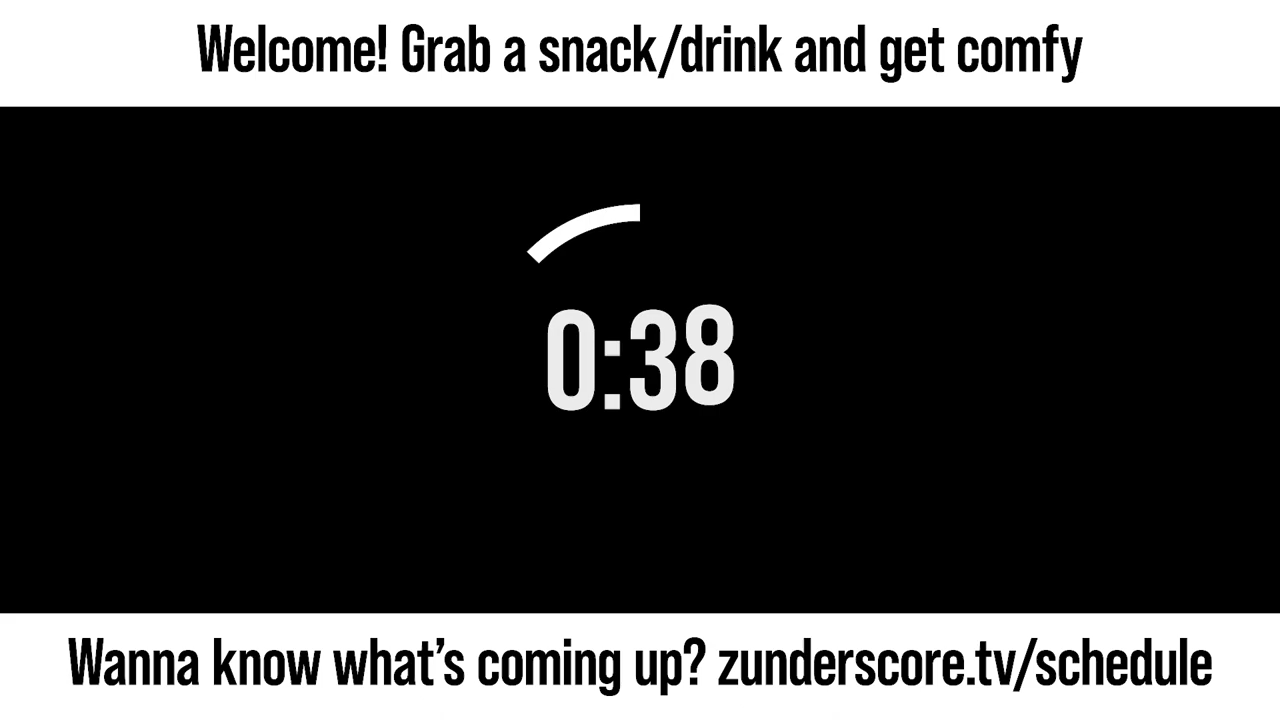 Welcome! Grab a snack/drink and get comfy
0:38
Wanna know what’s coming up? zunderscore.tv/schedule